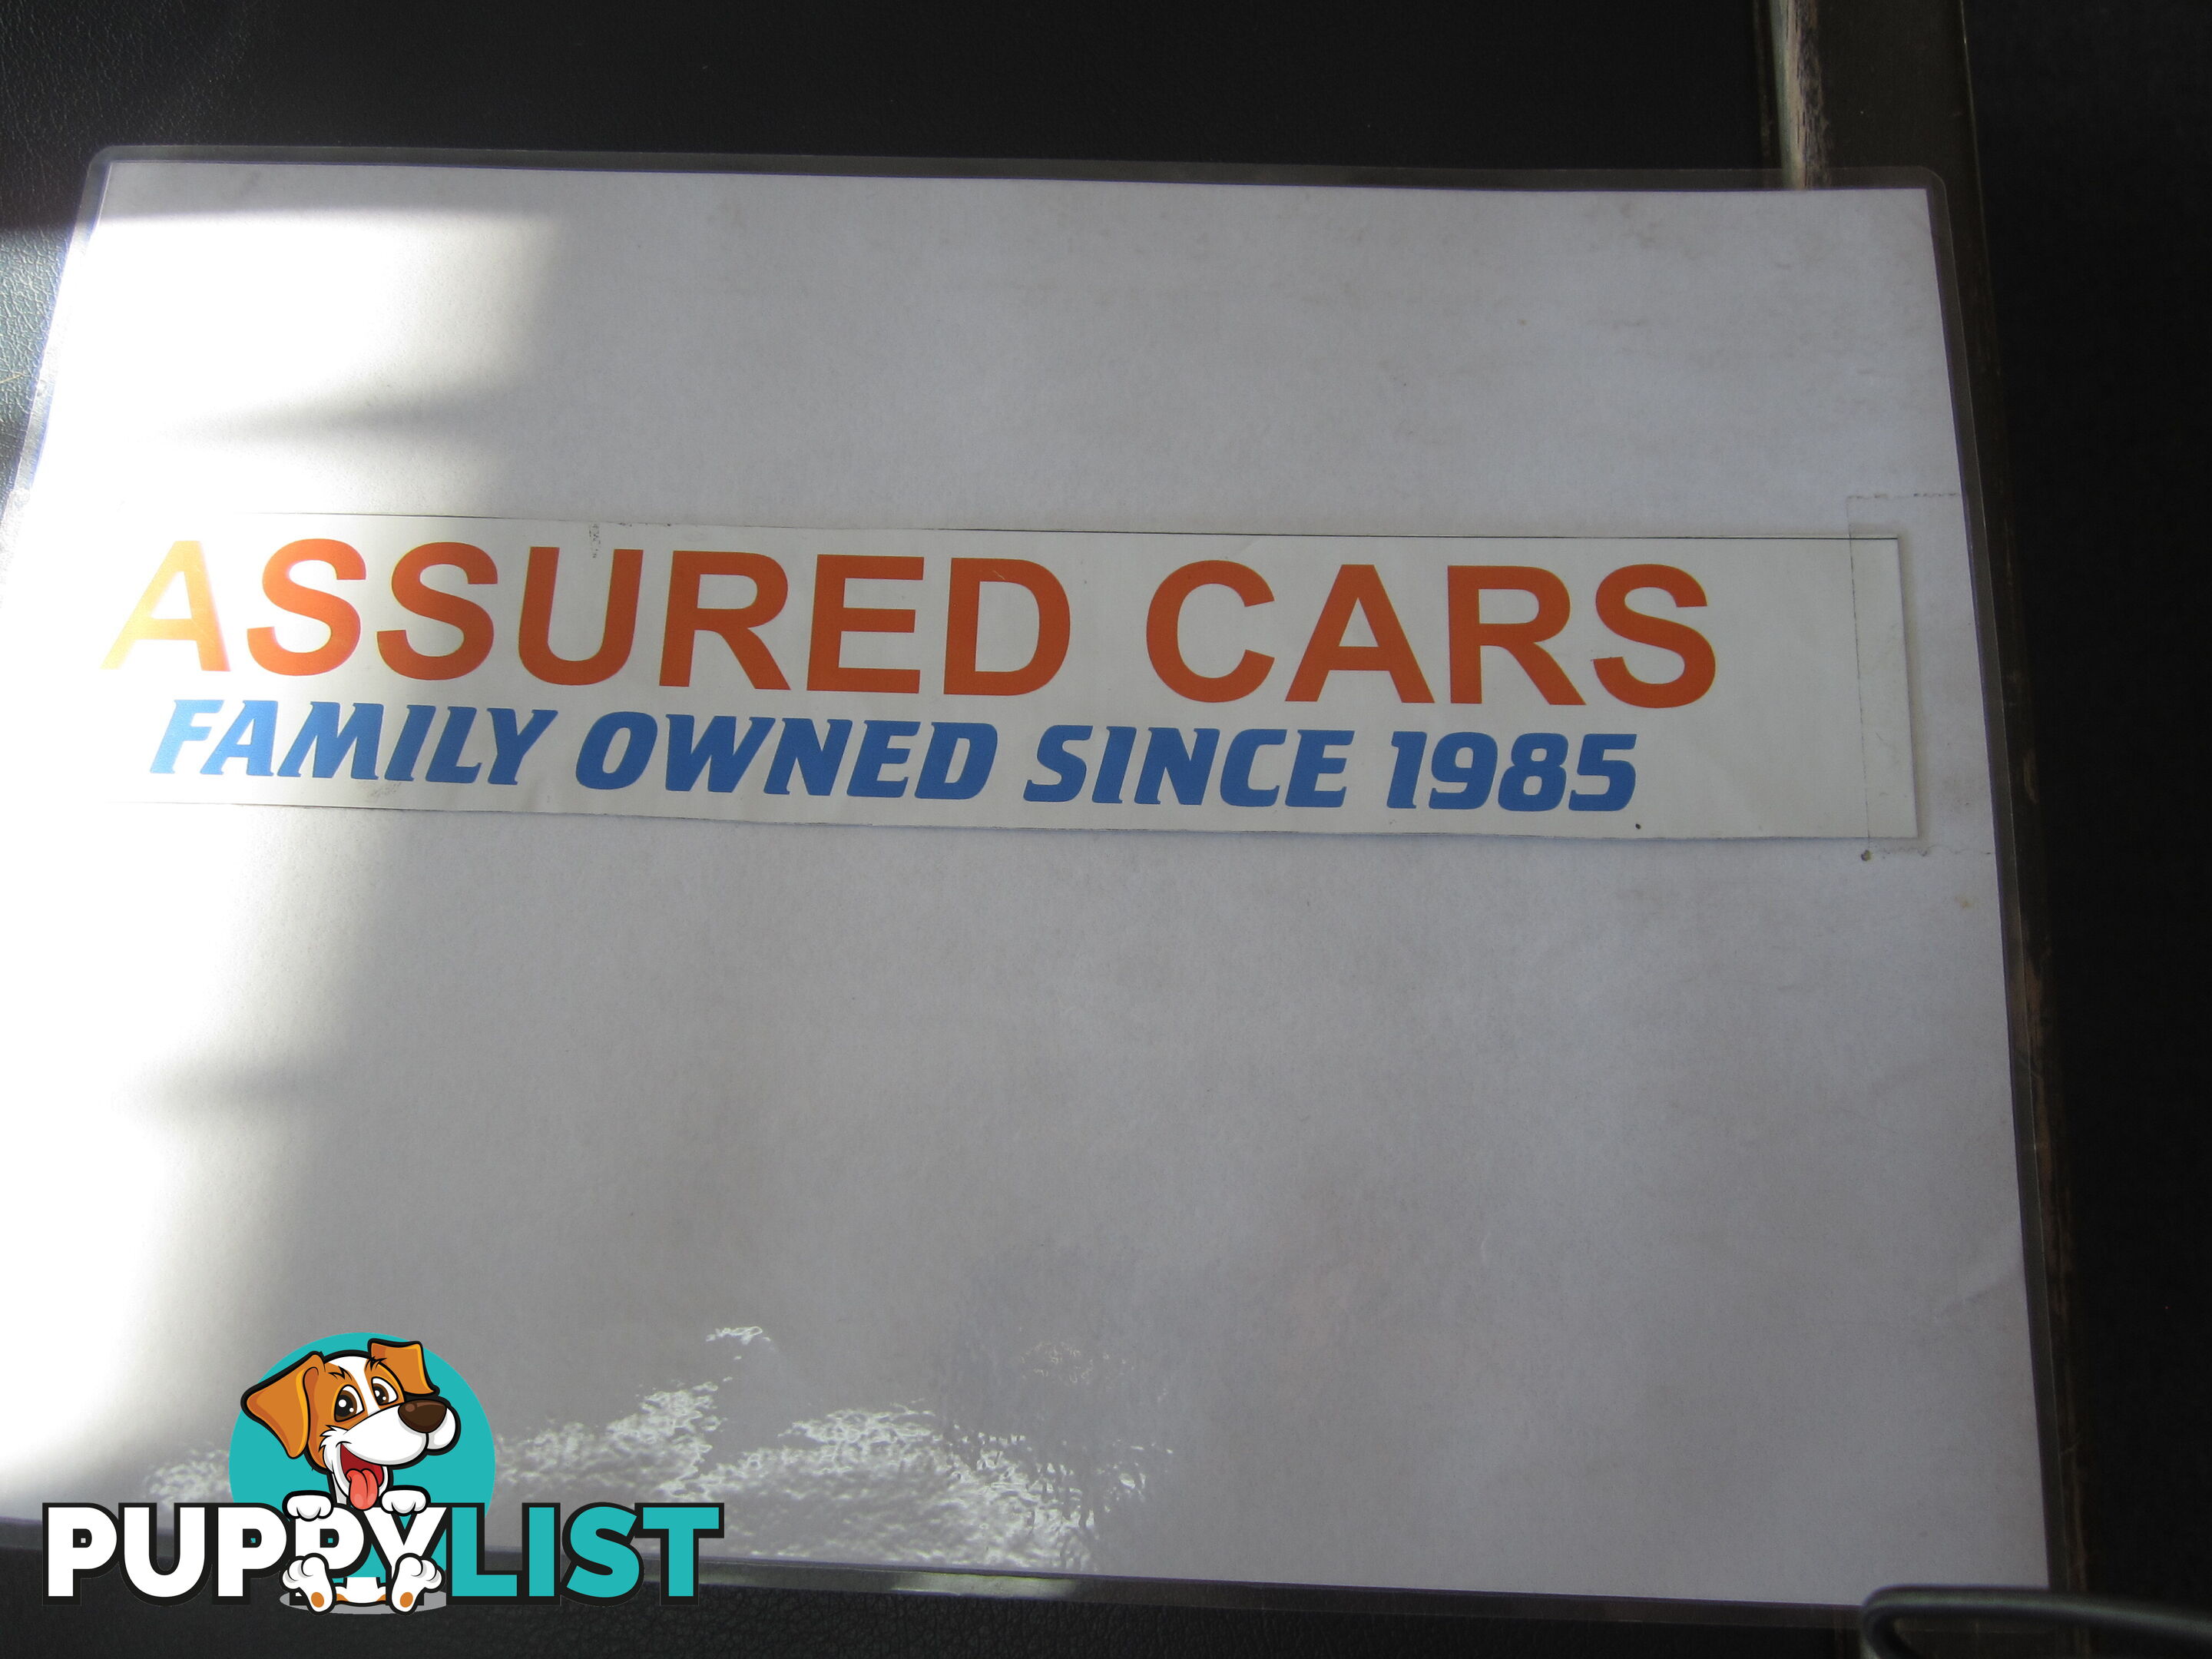 ASSURED CARS
FAMILY OWNED SINCE 1985
PUPPYLIST